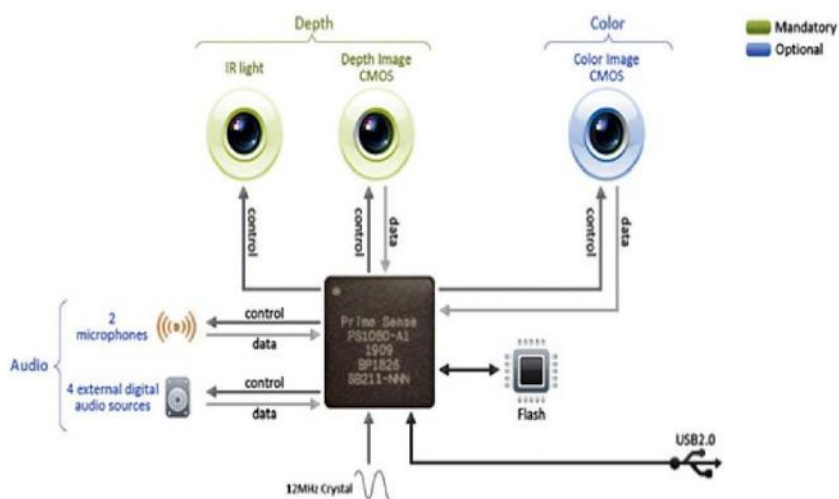 Depth
Color
Mandatory
Optional
IR light
Depth Image
CMOS
Color Image
CMOS
control
control
data
control
data
Prime Sense
PS1080-A1
1909
BP1826
SB211-NNN
2
microphones
control
data
Audio
4 external digital
audio sources
control
data
Flash
USB2.0
12MHz Crystal